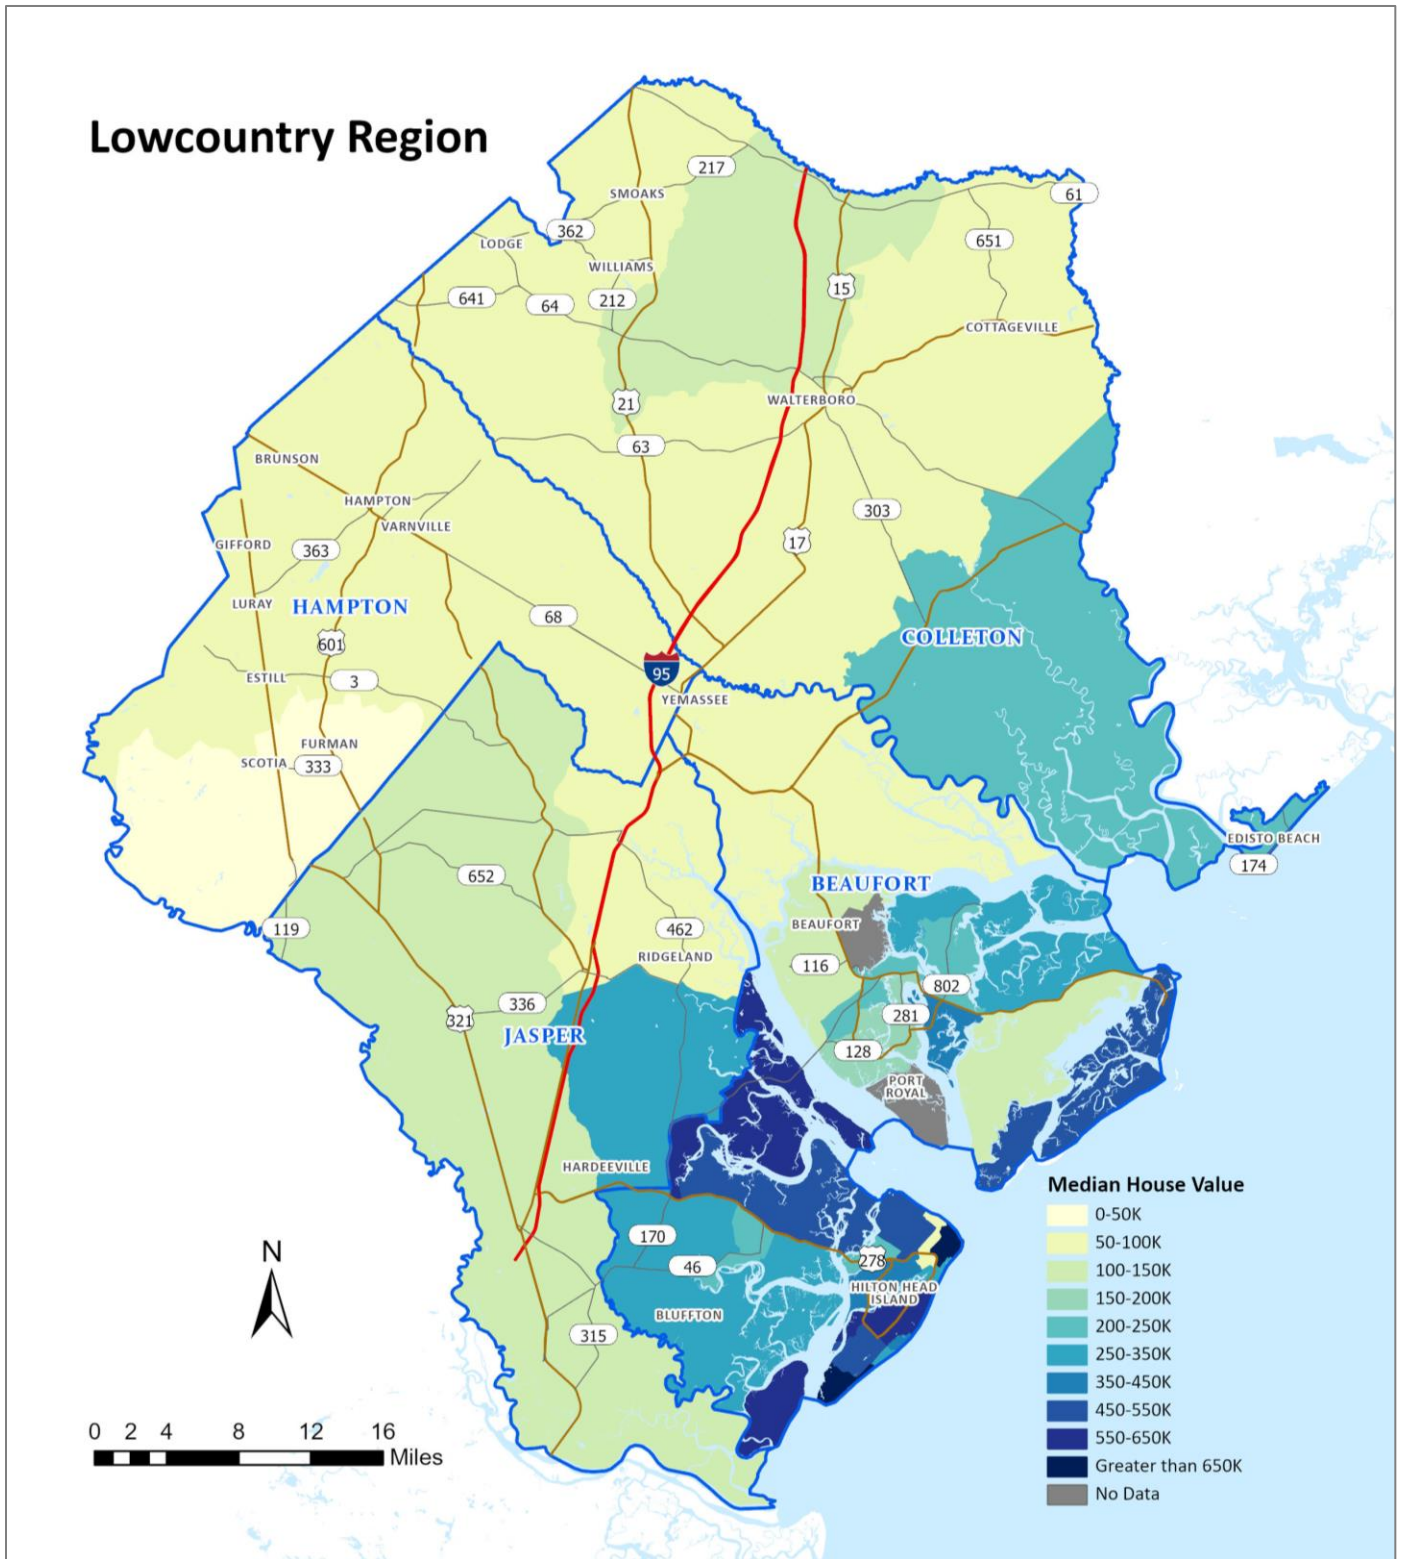 Lowcountry Region
217
SMOAKS
61
362
LODGE
651
WILLIAMS
641
64
212
15
COTTAGEVILLE
21
WALTERBORO
63
BRUNSON
HAMPTON
303
VARNVILLE
GIFFORD
363
17
LURAY
HAMPTON
68
601
COLLETON
95
ESTILL
3
YEMASSEE
FURMAN
SCOTIA
333
EDISTO BEACH
174
652
BEAUFORT
119
462
BEAUFORT
RIDGELAND
116
802
336
321
281
JASPER
128
PORT
ROYAL
HARDEEVILLE
170
46
278
HILTON HEAD
ISLAND
BLUFFTON
315
N
0 2 4 8 12 16
Miles
Median House Value
0-50K
50-100K
100-150K
150-200K
200-250K
250-350K
350-450K
450-550K
550-650K
Greater than 650K
No Data